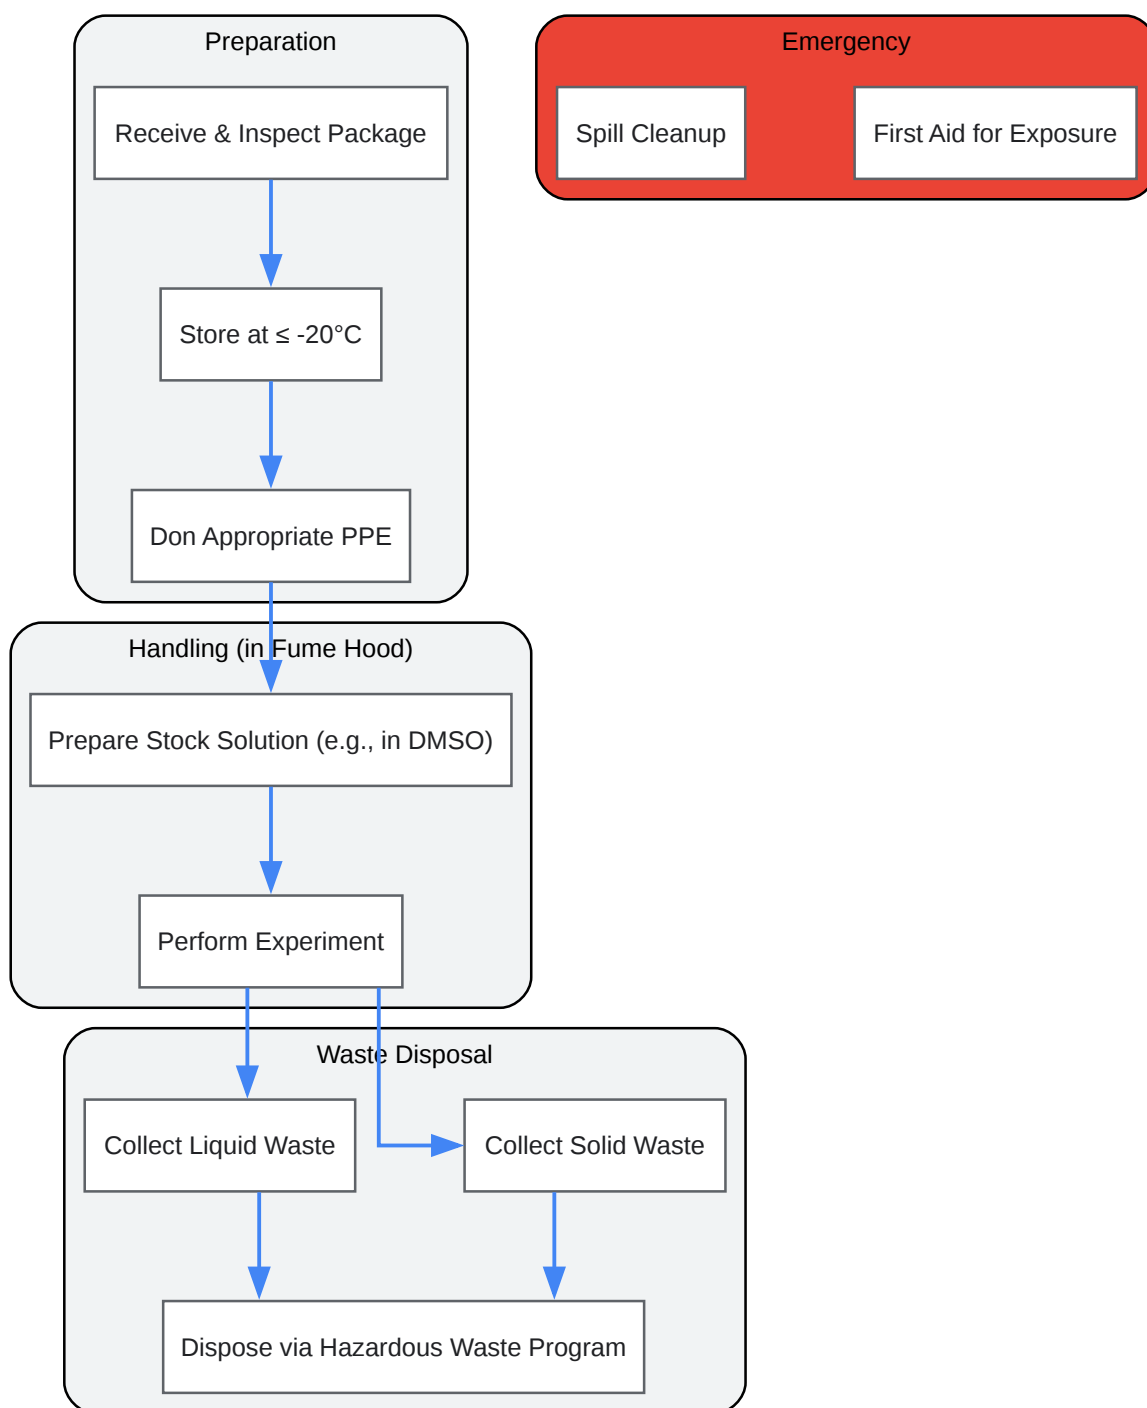 Preparation
Receive & Inspect Package
Store at ≤ -20°C
Don Appropriate PPE
Emergency
Spill Cleanup
First Aid for Exposure
Handling (in Fume Hood)
Prepare Stock Solution (e.g., in DMSO)
Perform Experiment
Waste Disposal
Collect Liquid Waste
Collect Solid Waste
Dispose via Hazardous Waste Program